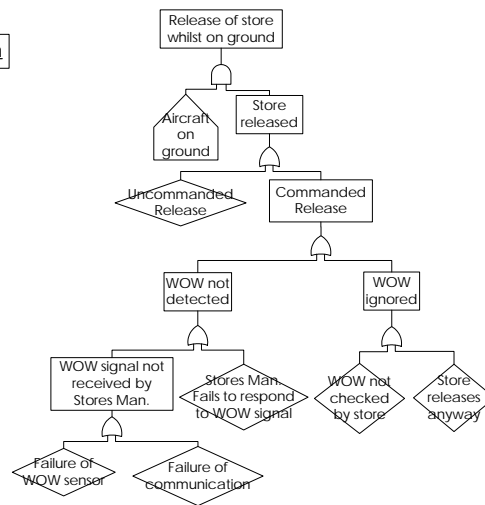 Release of store
whilst on ground
Aircraft
on
ground
Store
released
Uncommanded
Release
Commanded
Release
WOW not
detected
WOW
ignored
WOW signal not
received by
Stores Man.
Stores Man.
Fails to respond
to WOW signal
WOW not
checked
by store
Store
releases
anyway
Failure of
WOW sensor
Failure of
communication